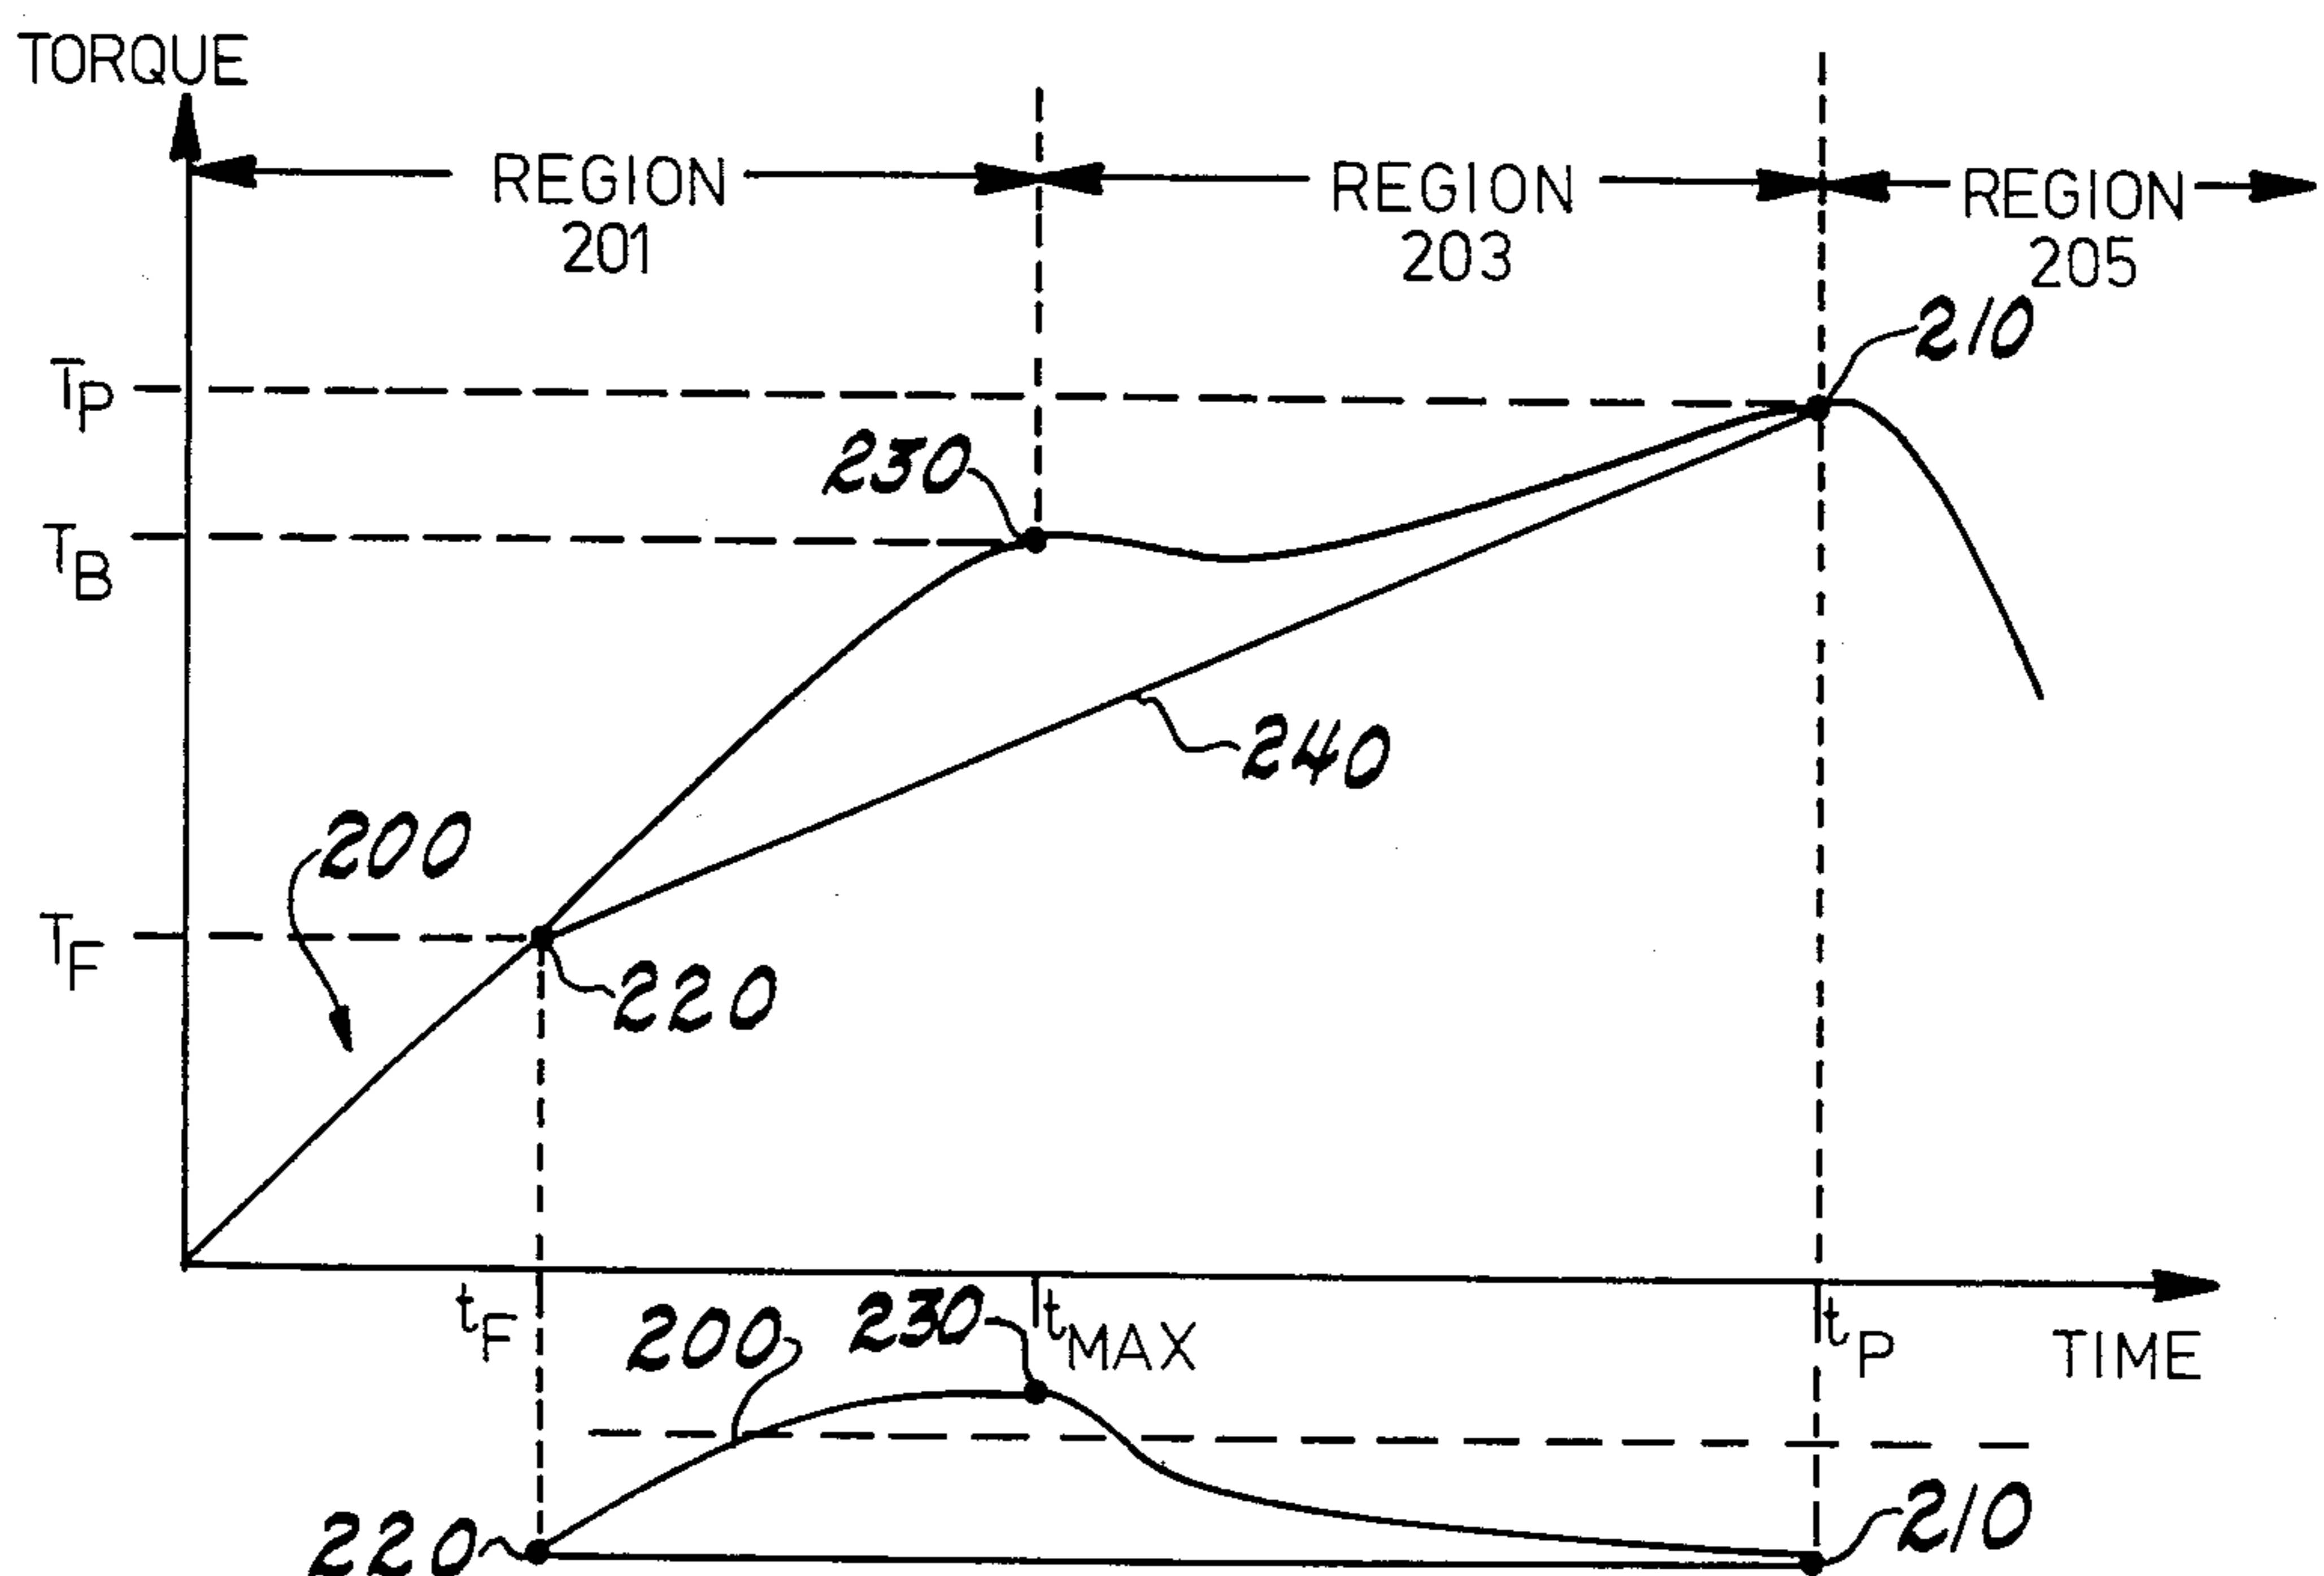 TORQUE
REGION
201
REGION
203
REGION
205
210
TP
230
TB
240
200
TF
220
tF
200
230
tMAX
tP
TIME
220
210